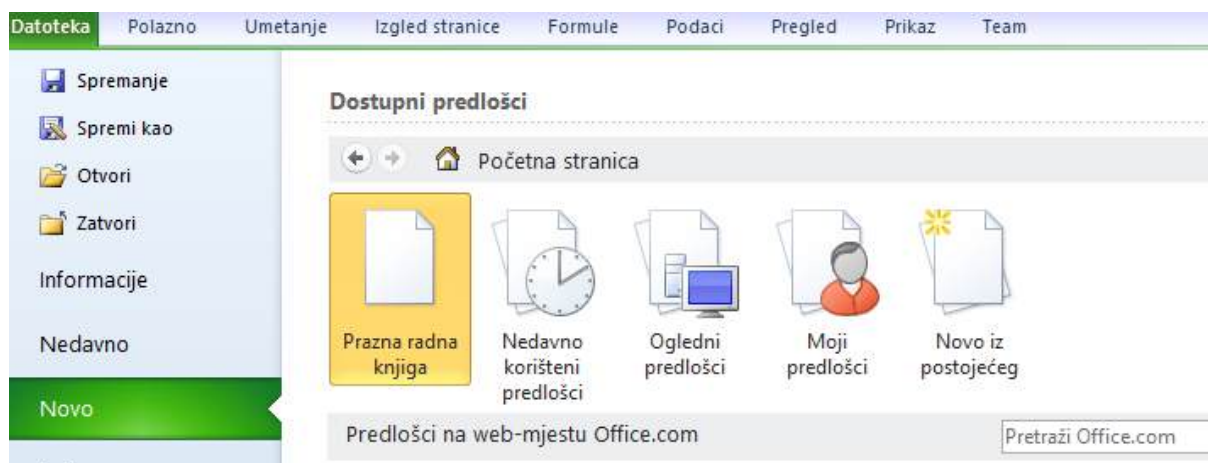 Datoteka Polazno Umetanje Izgled stranice Formule Podaci Pregled Prikaz Team
Spremanje
Spremi kao
Otvori
Zatvori
Informacije
Nedavno
Novo
Dostupni predlošci
Početna stranica
Prazna radna
knjiga
Nedavno
korišteni
predlošci
Ogledni
predlošci
Moji
predlošci
Novo iz
postojećeg
Predlošci na web-mjestu Office.com
Pretraži Office.com